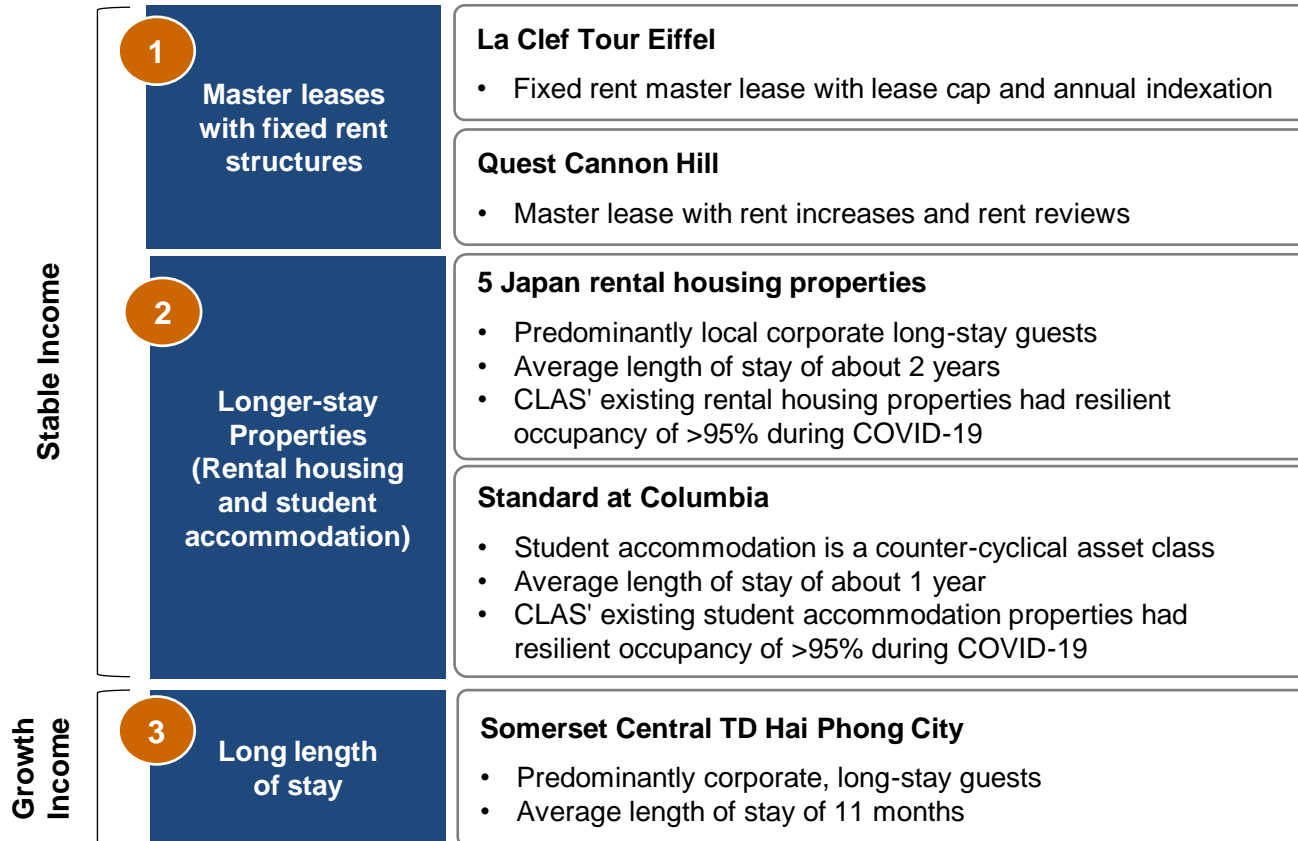 Stable Income
1
Master leases
with fixed rent
structures
La Clef Tour Eiffel
• Fixed rent master lease with lease cap and annual indexation
Quest Cannon Hill
• Master lease with rent increases and rent reviews
2
Longer-stay
Properties
(Rental housing
and student
accommodation)
5 Japan rental housing properties
• Predominantly local corporate long-stay guests
• Average length of stay of about 2 years
• CLAS' existing rental housing properties had resilient
occupancy of >95% during COVID-19
Standard at Columbia
• Student accommodation is a counter-cyclical asset class
• Average length of stay of about 1 year
• CLAS' existing student accommodation properties had
resilient occupancy of >95% during COVID-19
Growth
Income
3
Long length
of stay
Somerset Central TD Hai Phong City
• Predominantly corporate, long-stay guests
• Average length of stay of 11 months